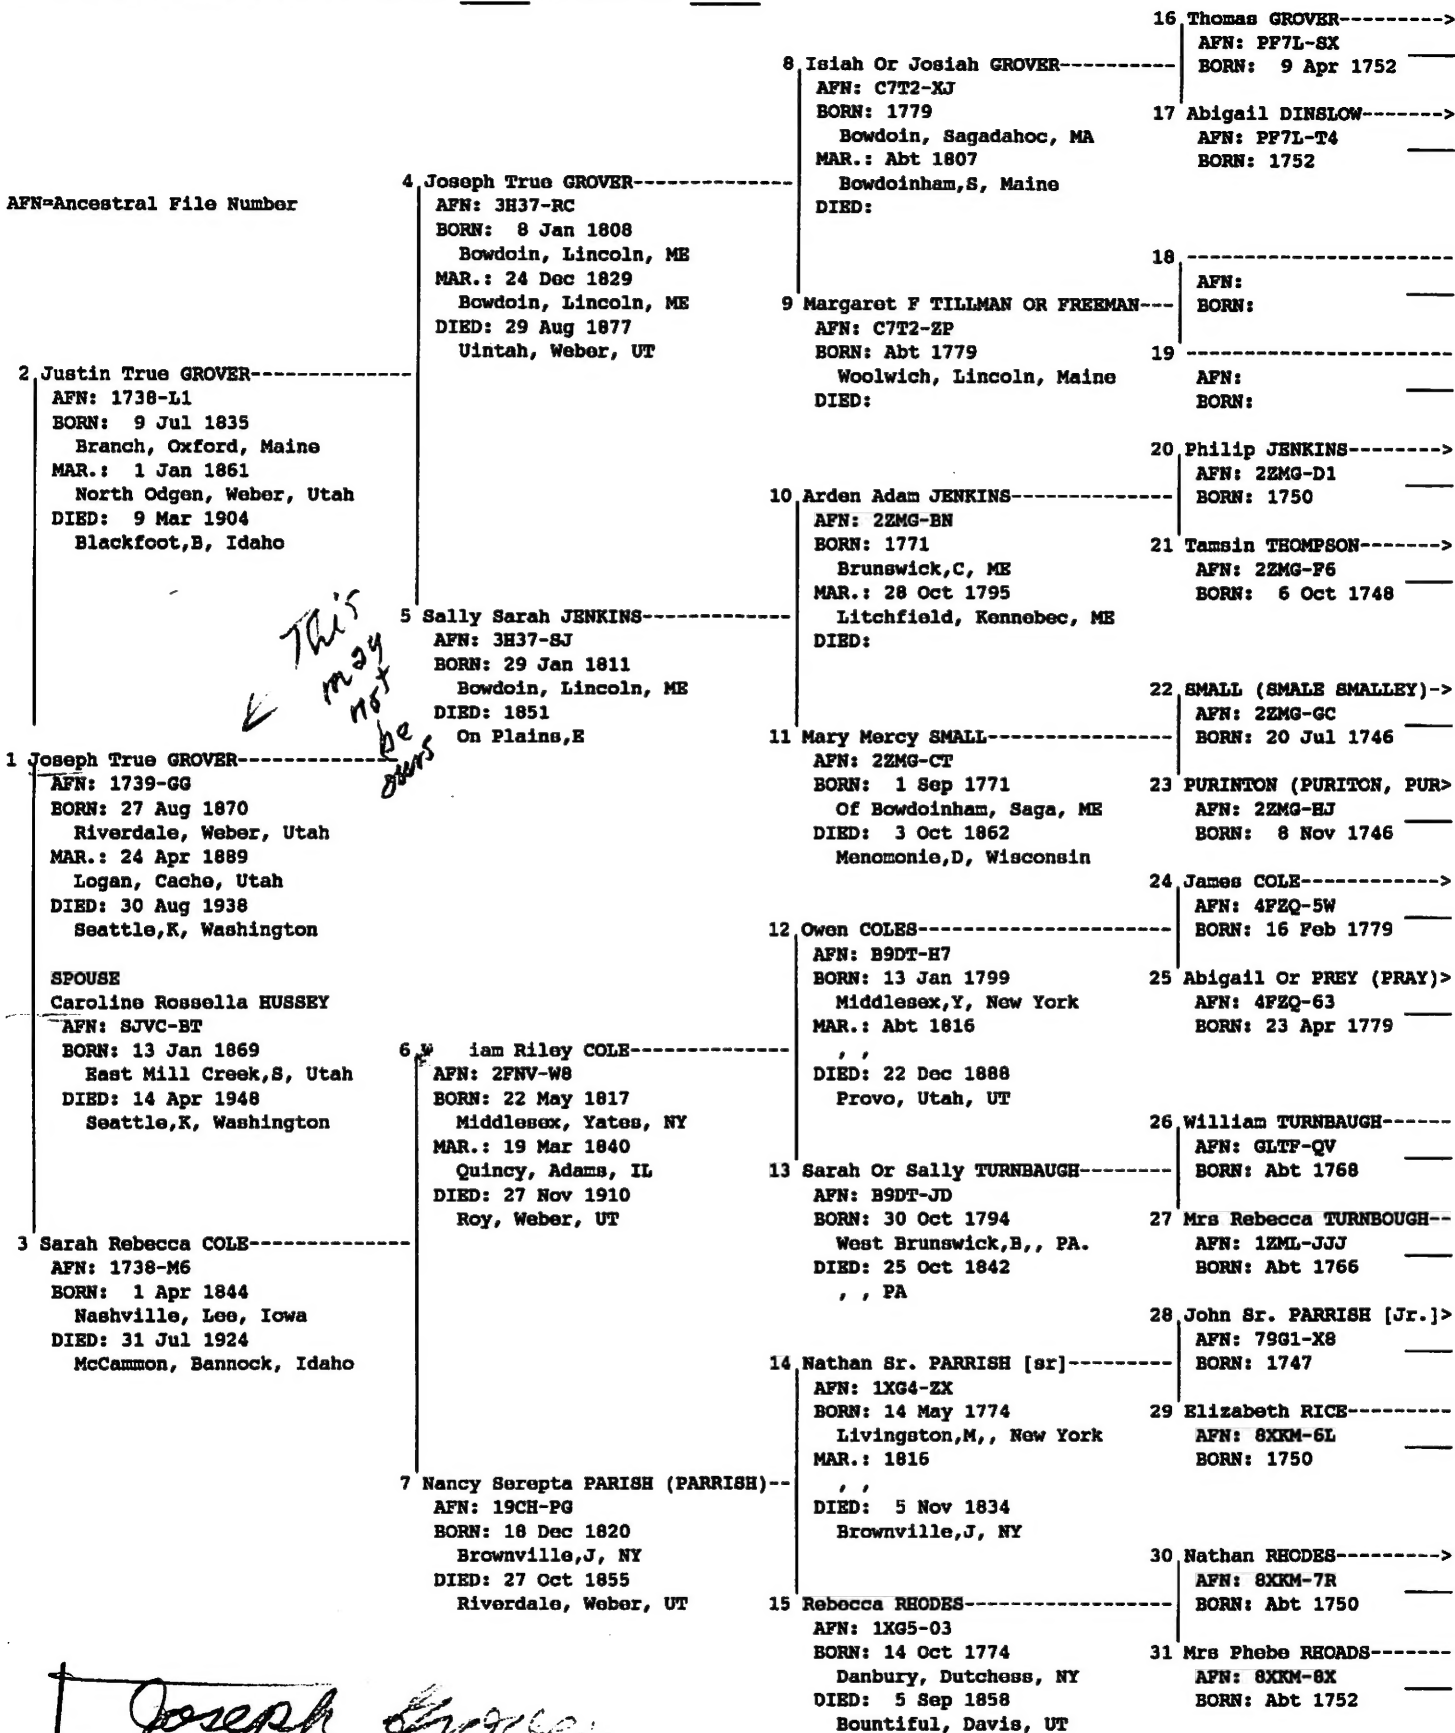 AFN=Ancestral File Number
2 Justin True GROVER-------------
AFN: 1738-L1
BORN: 9 Jul 1835
Branch, Oxford, Maine
MAR.: 1 Jan 1861
North Odgen, Weber, Utah
DIED: 9 Mar 1904
Blackfoot,B, Idaho
This
may
not
be
ours
1 Joseph True GROVER-------------
AFN: 1739-GG
BORN: 27 Aug 1870
Riverdale, Weber, Utah
MAR.: 24 Apr 1889
Logan, Cache, Utah
DIED: 30 Aug 1938
Seattle,K, Washington
SPOUSE
Caroline Rossella HUSSEY
AFN: SJVC-BT
BORN: 13 Jan 1869
East Mill Creek,S, Utah
DIED: 14 Apr 1948
Seattle,K, Washington
3 Sarah Rebecca COLE-------------
AFN: 1738-M6
BORN: 1 Apr 1844
Nashville, Lee, Iowa
DIED: 31 Jul 1924
McCammon, Bannock, Idaho
4 Joseph True GROVER-------------
AFN: 3H37-RC
BORN: 8 Jan 1808
Bowdoin, Lincoln, ME
MAR.: 24 Dec 1829
Bowdoin, Lincoln, ME
DIED: 29 Aug 1877
Uintah, Weber, UT
5 Sally Sarah JENKINS------------
AFN: 3H37-SJ
BORN: 29 Jan 1811
Bowdoin, Lincoln, ME
DIED: 1851
On Plains,E
6 W iam Riley COLE-------------
AFN: 2FNV-W8
BORN: 22 May 1817
Middlesex, Yates, NY
MAR.: 19 Mar 1840
Quincy, Adams, IL
DIED: 27 Nov 1910
Roy, Weber, UT
7 Nancy Serepta PARISH (PARRISH)--
AFN: 19CH-PG
BORN: 18 Dec 1820
Brownville,J, NY
DIED: 27 Oct 1855
Riverdale, Weber, UT
8 Isiah Or Josiah GROVER----------
AFN: C7T2-XJ
BORN: 1779
Bowdoin, Sagadahoc, MA
MAR.: Abt 1807
Bowdoinham,S, Maine
DIED:
9 Margaret F TILLMAN OR FREEMAN---
AFN: C7T2-ZP
BORN: Abt 1779
Woolwich, Lincoln, Maine
DIED:
10 Arden Adam JENKINS--------------
AFN: 2ZMG-BN
BORN: 1771
Brunswick,C, ME
MAR.: 28 Oct 1795
Litchfield, Kennebec, ME
DIED:
11 Mary Mercy SMALL----------------
AFN: 2ZMG-CT
BORN: 1 Sep 1771
Of Bowdoinham, Saga, ME
DIED: 3 Oct 1862
Menomonie,D, Wisconsin
12 Owen COLES----------------------
AFN: B9DT-H7
BORN: 13 Jan 1799
Middlesex,Y, New York
MAR.: Abt 1816
, ,
DIED: 22 Dec 1888
Provo, Utah, UT
13 Sarah Or Sally TURNBAUGH--------
AFN: B9DT-JD
BORN: 30 Oct 1794
West Brunswick,B,, PA.
DIED: 25 Oct 1842
, , PA
14 Nathan Sr. PARRISH [sr]---------
AFN: 1XG4-ZX
BORN: 14 May 1774
Livingston,M,, New York
MAR.: 1816
, ,
DIED: 5 Nov 1834
Brownville,J, NY
15 Rebecca RHODES------------------
AFN: 1XG5-03
BORN: 14 Oct 1774
Danbury, Dutchess, NY
DIED: 5 Sep 1858
Bountiful, Davis, UT
16 Thomas GROVER--------->
AFN: PF7L-SX
BORN: 9 Apr 1752
17 Abigail DINSLOW------->
AFN: PF7L-T4
BORN: 1752
18 ----------------------
AFN:
BORN:
19 ----------------------
AFN:
BORN:
20 Philip JENKINS-------->
AFN: 2ZMG-D1
BORN: 1750
21 Tamsin THOMPSON------->
AFN: 2ZMG-F6
BORN: 6 Oct 1748
22 SMALL (SMALE SMALLEY)->
AFN: 2ZMG-GC
BORN: 20 Jul 1746
23 PURINTON (PURITON, PUR>
AFN: 2ZMG-HJ
BORN: 8 Nov 1746
24 James COLE------------>
AFN: 4FZQ-5W
BORN: 16 Feb 1779
25 Abigail Or PREY (PRAY)>
AFN: 4FZQ-63
BORN: 23 Apr 1779
26 William TURNBAUGH------
AFN: GLTF-QV
BORN: Abt 1768
27 Mrs Rebecca TURNBOUGH--
AFN: 1ZML-JJJ
BORN: Abt 1766
28 John Sr. PARRISH [Jr.]>
AFN: 79G1-X8
BORN: 1747
29 Elizabeth RICE---------
AFN: 8XKM-6L
BORN: 1750
30 Nathan RHODES--------->
AFN: 8XKM-7R
BORN: Abt 1750
31 Mrs Phebe RHOADS-------
AFN: 8XKM-8X
BORN: Abt 1752
Joseph